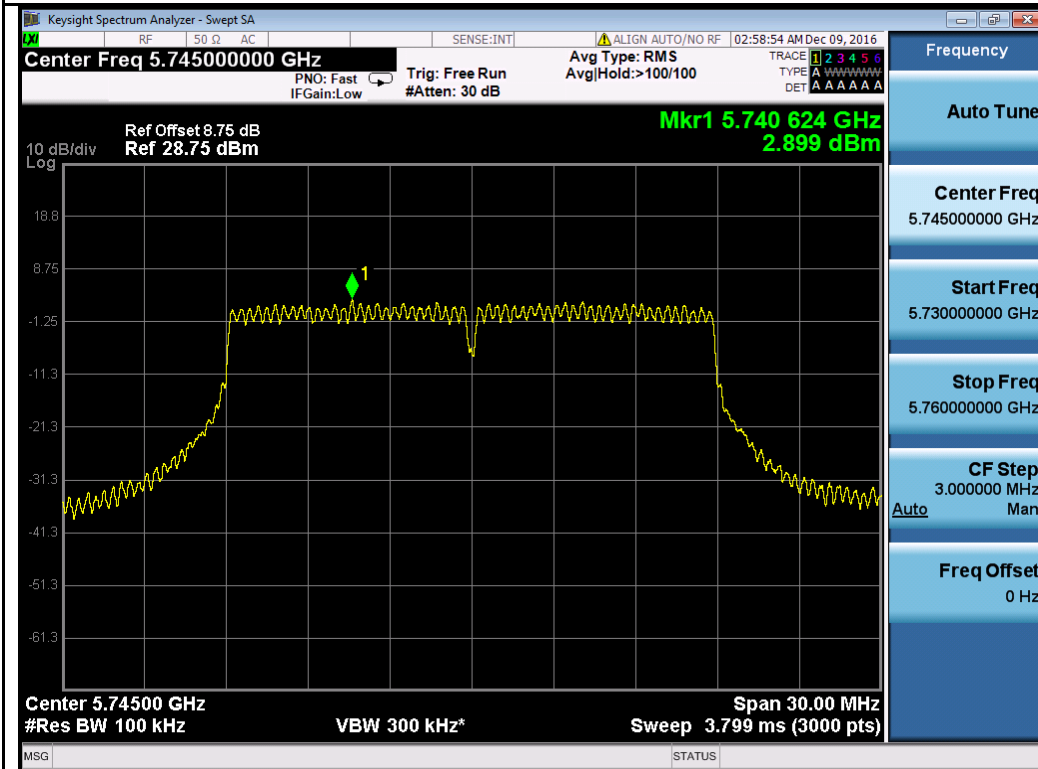 Keysight Spectrum Analyzer - Swept SA
LXI RF 50 Ω AC SENSE:INT ALIGN AUTO/NO RF 02:58:54 AM Dec 09, 2016
Center Freq 5.745000000 GHz
PNO: Fast
IFGain:Low
Trig: Free Run
#Atten: 30 dB
Avg Type: RMS
Avg|Hold:>100/100
TRACE 1 2 3 4 5 6
TYPE A WWWWW
DET A A A A A A
Mkr1 5.740 624 GHz
2.899 dBm
Ref Offset 8.75 dB
10 dB/div Ref 28.75 dBm
Log
18.8
8.75
-1.25
-11.3
-21.3
-31.3
-41.3
-51.3
-61.3
1
Center 5.74500 GHz
Span 30.00 MHz
#Res BW 100 kHz
VBW 300 kHz*
Sweep 3.799 ms (3000 pts)
MSG
STATUS
Frequency
Auto Tune
Center Freq
5.745000000 GHz
Start Freq
5.730000000 GHz
Stop Freq
5.760000000 GHz
CF Step
3.000000 MHz
Auto Man
Freq Offset
0 Hz